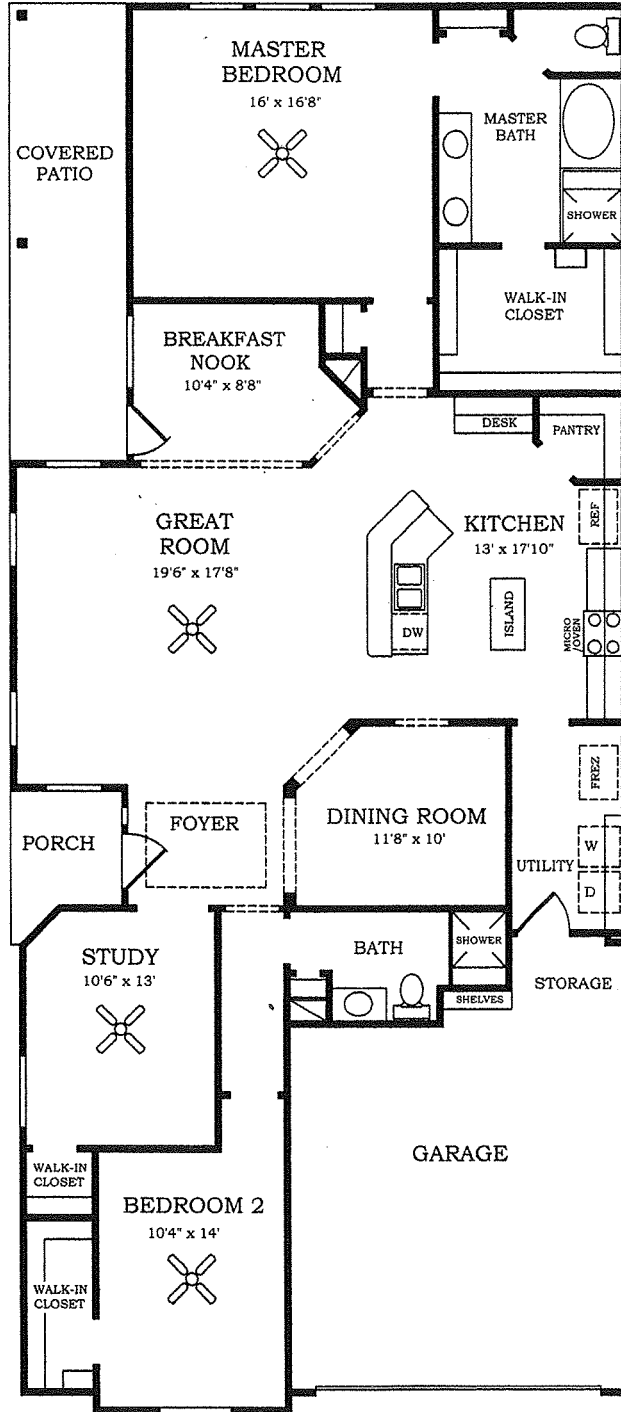 MASTER
BEDROOM
16' x 16'8"
COVERED
PATIO
MASTER
BATH
SHOWER
WALK-IN
CLOSET
BREAKFAST
NOOK
10'4" x 8'8"
DESK
PANTRY
GREAT
ROOM
19'6" x 17'8"
KITCHEN
13' x 17'10"
REF
ISLAND
DW
MICRO
/OVEN
FREZ
PORCH
FOYER
DINING ROOM
11'8" x 10'
W
UTILITY
D
STUDY
10'6" x 13'
BATH
SHOWER
STORAGE
SHELVES
WALK-IN
CLOSET
GARAGE
BEDROOM 2
10'4" x 14'
WALK-IN
CLOSET